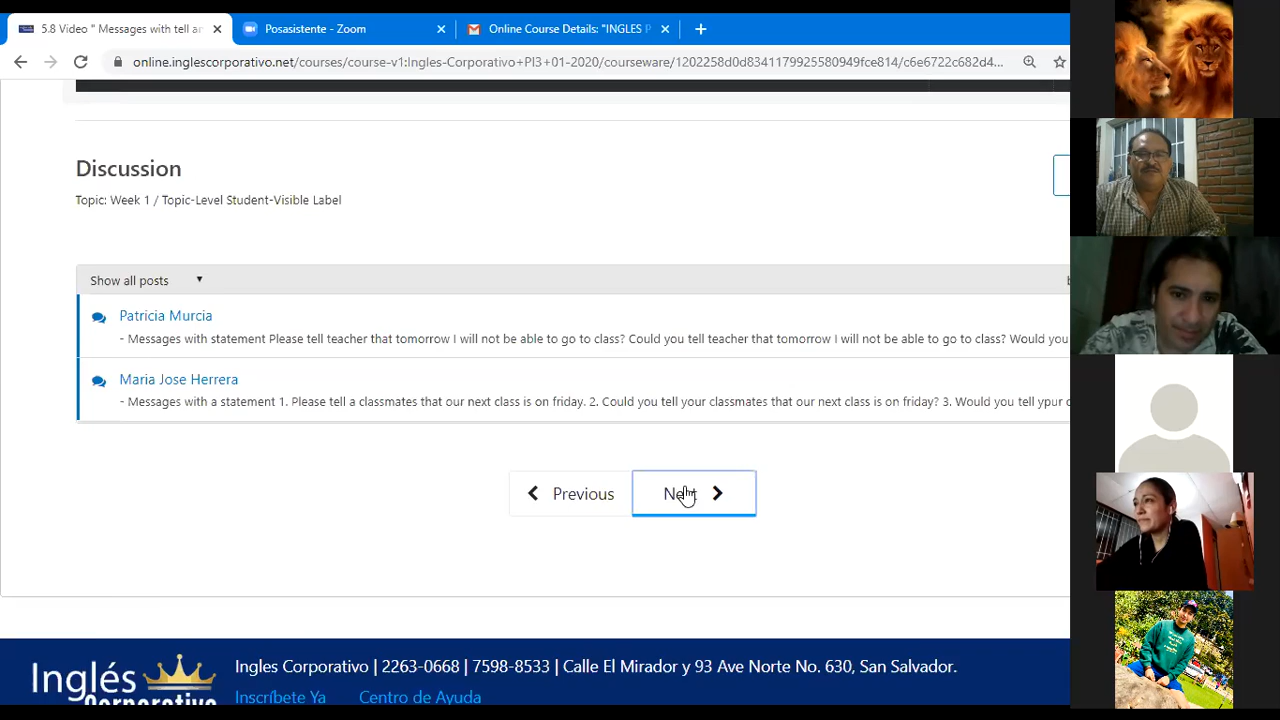 5.8 Video " Messages with tell an
Posasistente - Zoom
Online Course Details: "INGLES P
online.inglescorporativo.net/courses/course-v1:Ingles-Corporativo+PI3+01-2020/courseware/1202258d0d8341179925580949fce814/c6e6722c682d4...
Discussion
Topic: Week 1 / Topic-Level Student-Visible Label
Show all posts
Patricia Murcia
- Messages with statement Please tell teacher that tomorrow I will not be able to go to class? Could you tell teacher that tomorrow I will not be able to go to class? Would you
Maria Jose Herrera
- Messages with a statement 1. Please tell a classmates that our next class is on friday. 2. Could you tell your classmates that our next class is on friday? 3. Would you tell ypur c
Previous
Next
Inglés
Corporativo
Ingles Corporativo | 2263-0668 | 7598-8533 | Calle El Mirador y 93 Ave Norte No. 630, San Salvador.
Inscríbete Ya
Centro de Ayuda